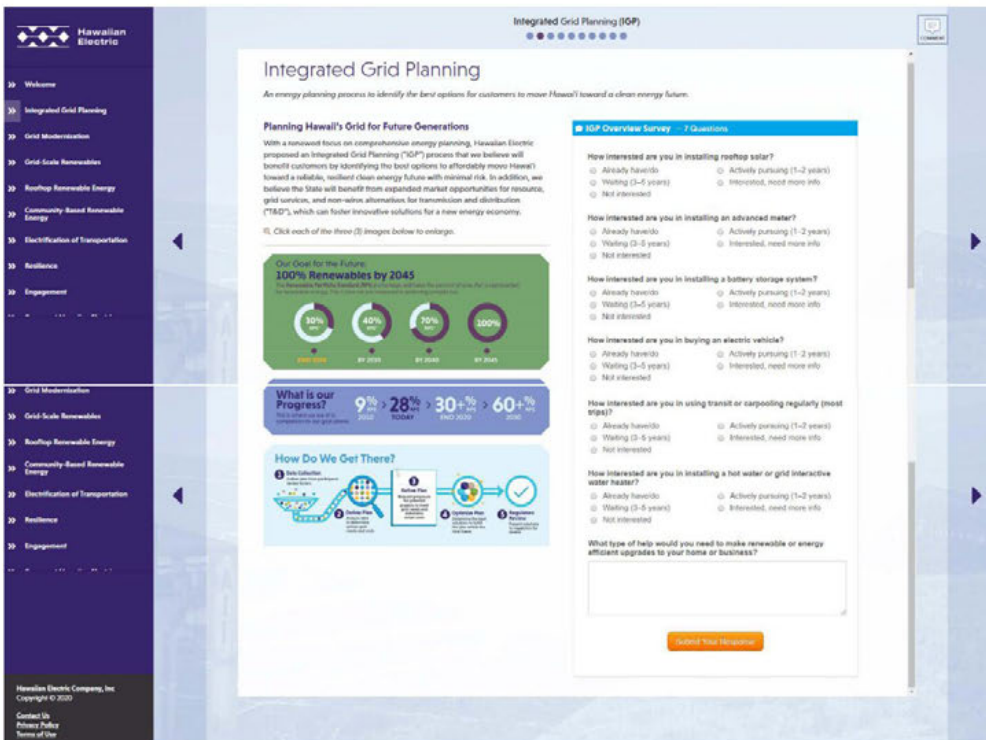 Hawaiian
Electric
Welcome
Integrated Grid Planning
Grid Modernization
Grid-Scale Renewables
Rooftop Renewable Energy
Community-Based Renewable
Energy
Electrification of Transportation
Resilience
Engagement
Grid Modernization
Grid-Scale Renewables
Rooftop Renewable Energy
Community-Based Renewable
Energy
Electrification of Transportation
Resilience
Engagement
Hawaiian Electric Company, Inc
Copyright © 2020
Contact Us
Privacy Policy
Terms of Use
Integrated Grid Planning (IGP)
COMMENT
Integrated Grid Planning
An energy planning process to identify the best options for customers to move Hawai'i toward a clean energy future.
Planning Hawaii's Grid for Future Generations
With a renewed focus on comprehensive energy planning, Hawaiian Electric
proposed an Integrated Grid Planning ("IGP") process that we believe will
benefit customers by identifying the best options to affordably move Hawai'i
toward a reliable, resilient clean energy future with minimal risk. In addition, we
believe the State will benefit from expanded market opportunities for resource,
grid services, and non-wires alternatives for transmission and distribution
("T&D"), which can foster innovative solutions for a new energy economy.
Click each of the three (3) images below to enlarge.
Our Goal for the Future:
100% Renewables by 2045
30%
40%
70%
100%
BY 2030
BY 2040
BY 2045
What is our
Progress?
9% > 28% > 30+% > 60+%
2010
TODAY
END 2020
2030
How Do We Get There?
1 Data Collection
2 Define Plan
3
4 Optimize Plan
5 Regulatory
Review
IGP Overview Survey – 7 Questions
How interested are you in installing rooftop solar?
Already have/do
Actively pursuing (1–2 years)
Waiting (3–5 years)
Interested, need more info
Not interested
How interested are you in installing an advanced meter?
Already have/do
Actively pursuing (1–2 years)
Waiting (3–5 years)
Interested, need more info
Not interested
How interested are you in installing a battery storage system?
Already have/do
Actively pursuing (1–2 years)
Waiting (3–5 years)
Interested, need more info
Not interested
How interested are you in buying an electric vehicle?
Already have/do
Actively pursuing (1–2 years)
Waiting (3–5 years)
Interested, need more info
Not interested
How interested are you in using transit or carpooling regularly (most
trips)?
Already have/do
Actively pursuing (1–2 years)
Waiting (3–5 years)
Interested, need more info
Not interested
How interested are you in installing a hot water or grid interactive
water heater?
Already have/do
Actively pursuing (1–2 years)
Waiting (3–5 years)
Interested, need more info
Not interested
What type of help would you need to make renewable or energy
efficient upgrades to your home or business?
Submit Your Response